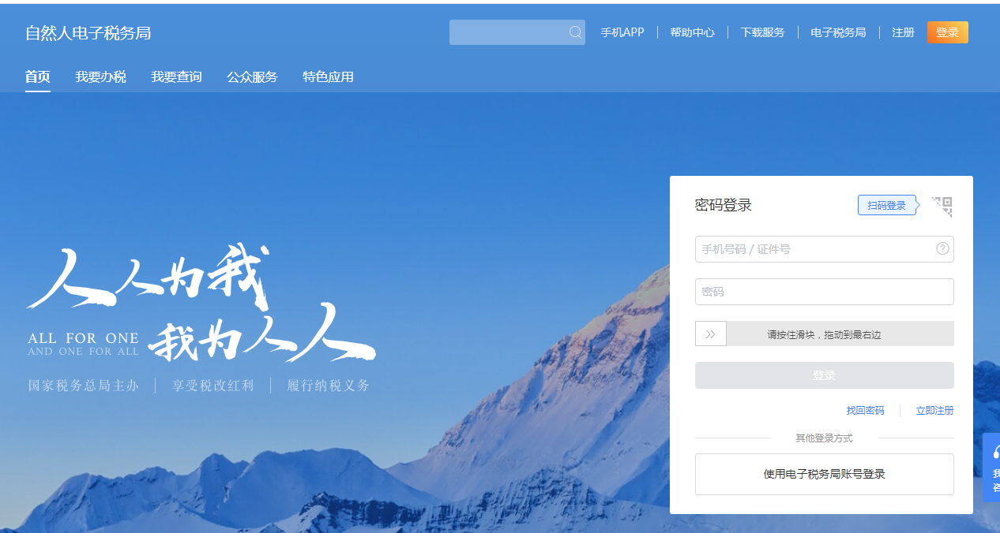 自然人电子税务局
手机APP 帮助中心 下载服务 电子税务局 注册 登录
首页 我要办税 我要查询 公众服务 特色应用
人人为我
我为人人
ALL FOR ONE
AND ONE FOR ALL
国家税务总局主办 享受税改红利 履行纳税义务
密码登录 扫码登录
手机号码 / 证件号
密码
请按住滑块，拖动到最右边
登录
找回密码 立即注册
其他登录方式
使用电子税务局账号登录